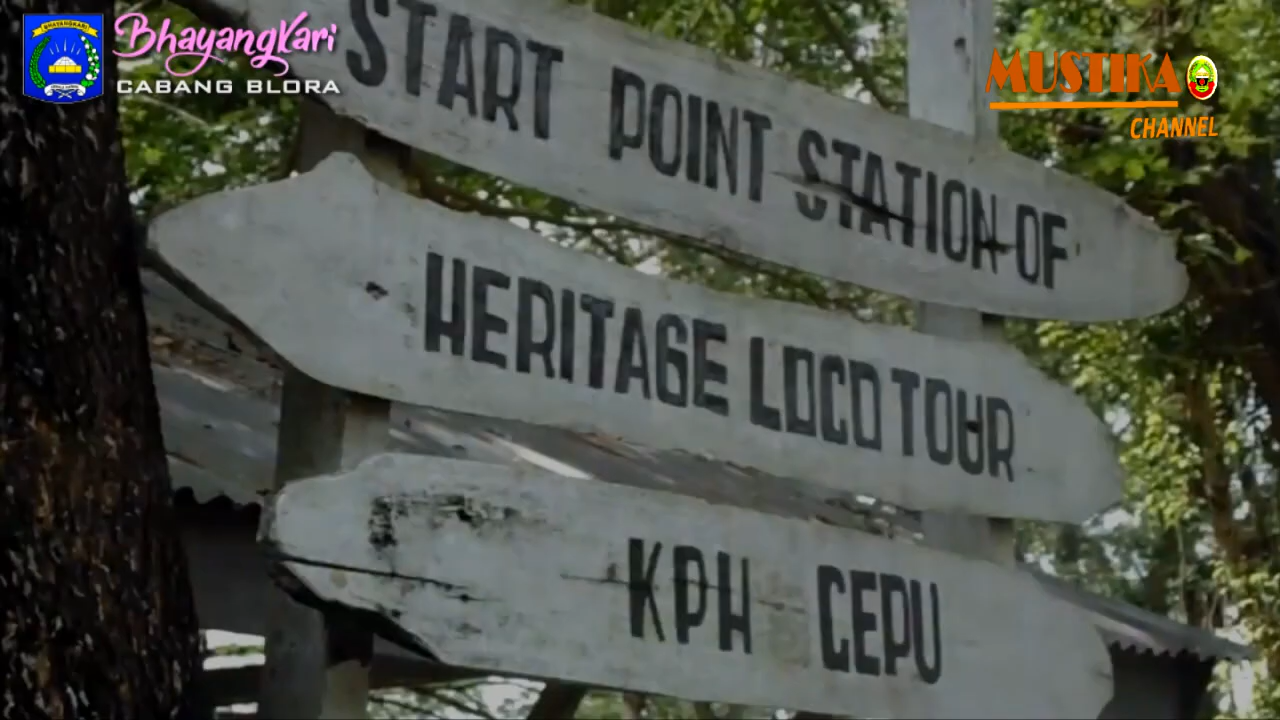 Bhayangkari
CABANG BLORA
MUSTIKA
CHANNEL
START POINT STATION OF
HERITAGE LOCO TOUR
KPH CEPU